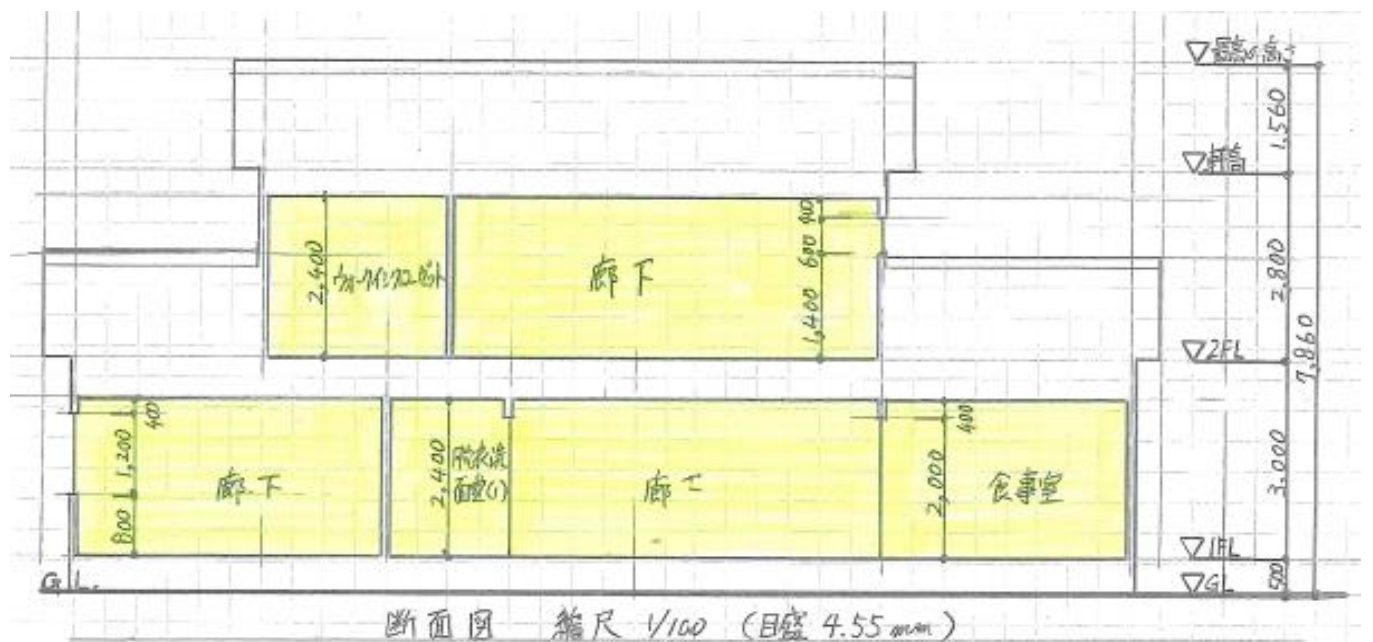 ▽最高の高さ
1,560
▽軒高
400
2,400
ウォークインクローゼット
廊下
600
2,800
1,400
▽2FL
7,860
400
1,200
廊下
800
2,400
脱衣洗
面室(1)
廊下
400
2,000
食事室
3,000
▽1FL
G.L.
▽GL
500
断面図 縮尺 1/100 (目盛 4.55mm)